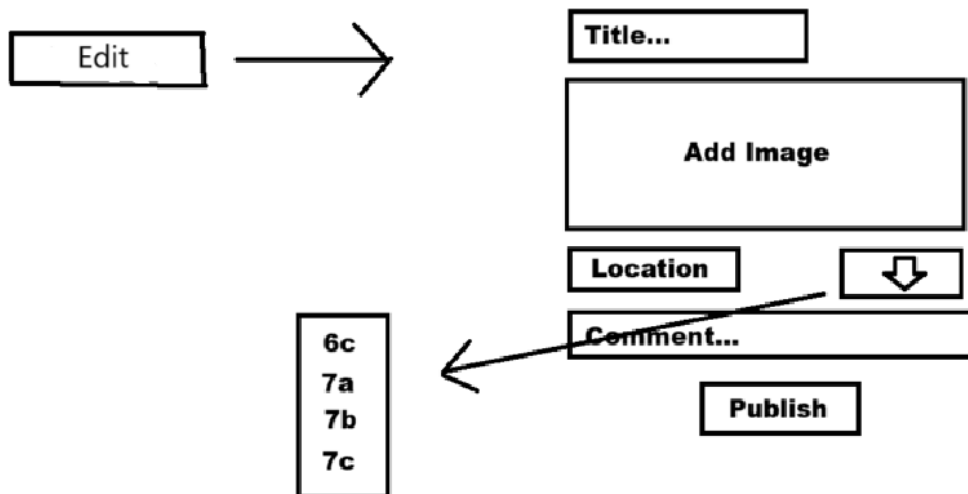 Edit
Title...
Add Image
Location
Comment...
Publish
6c
7a
7b
7c